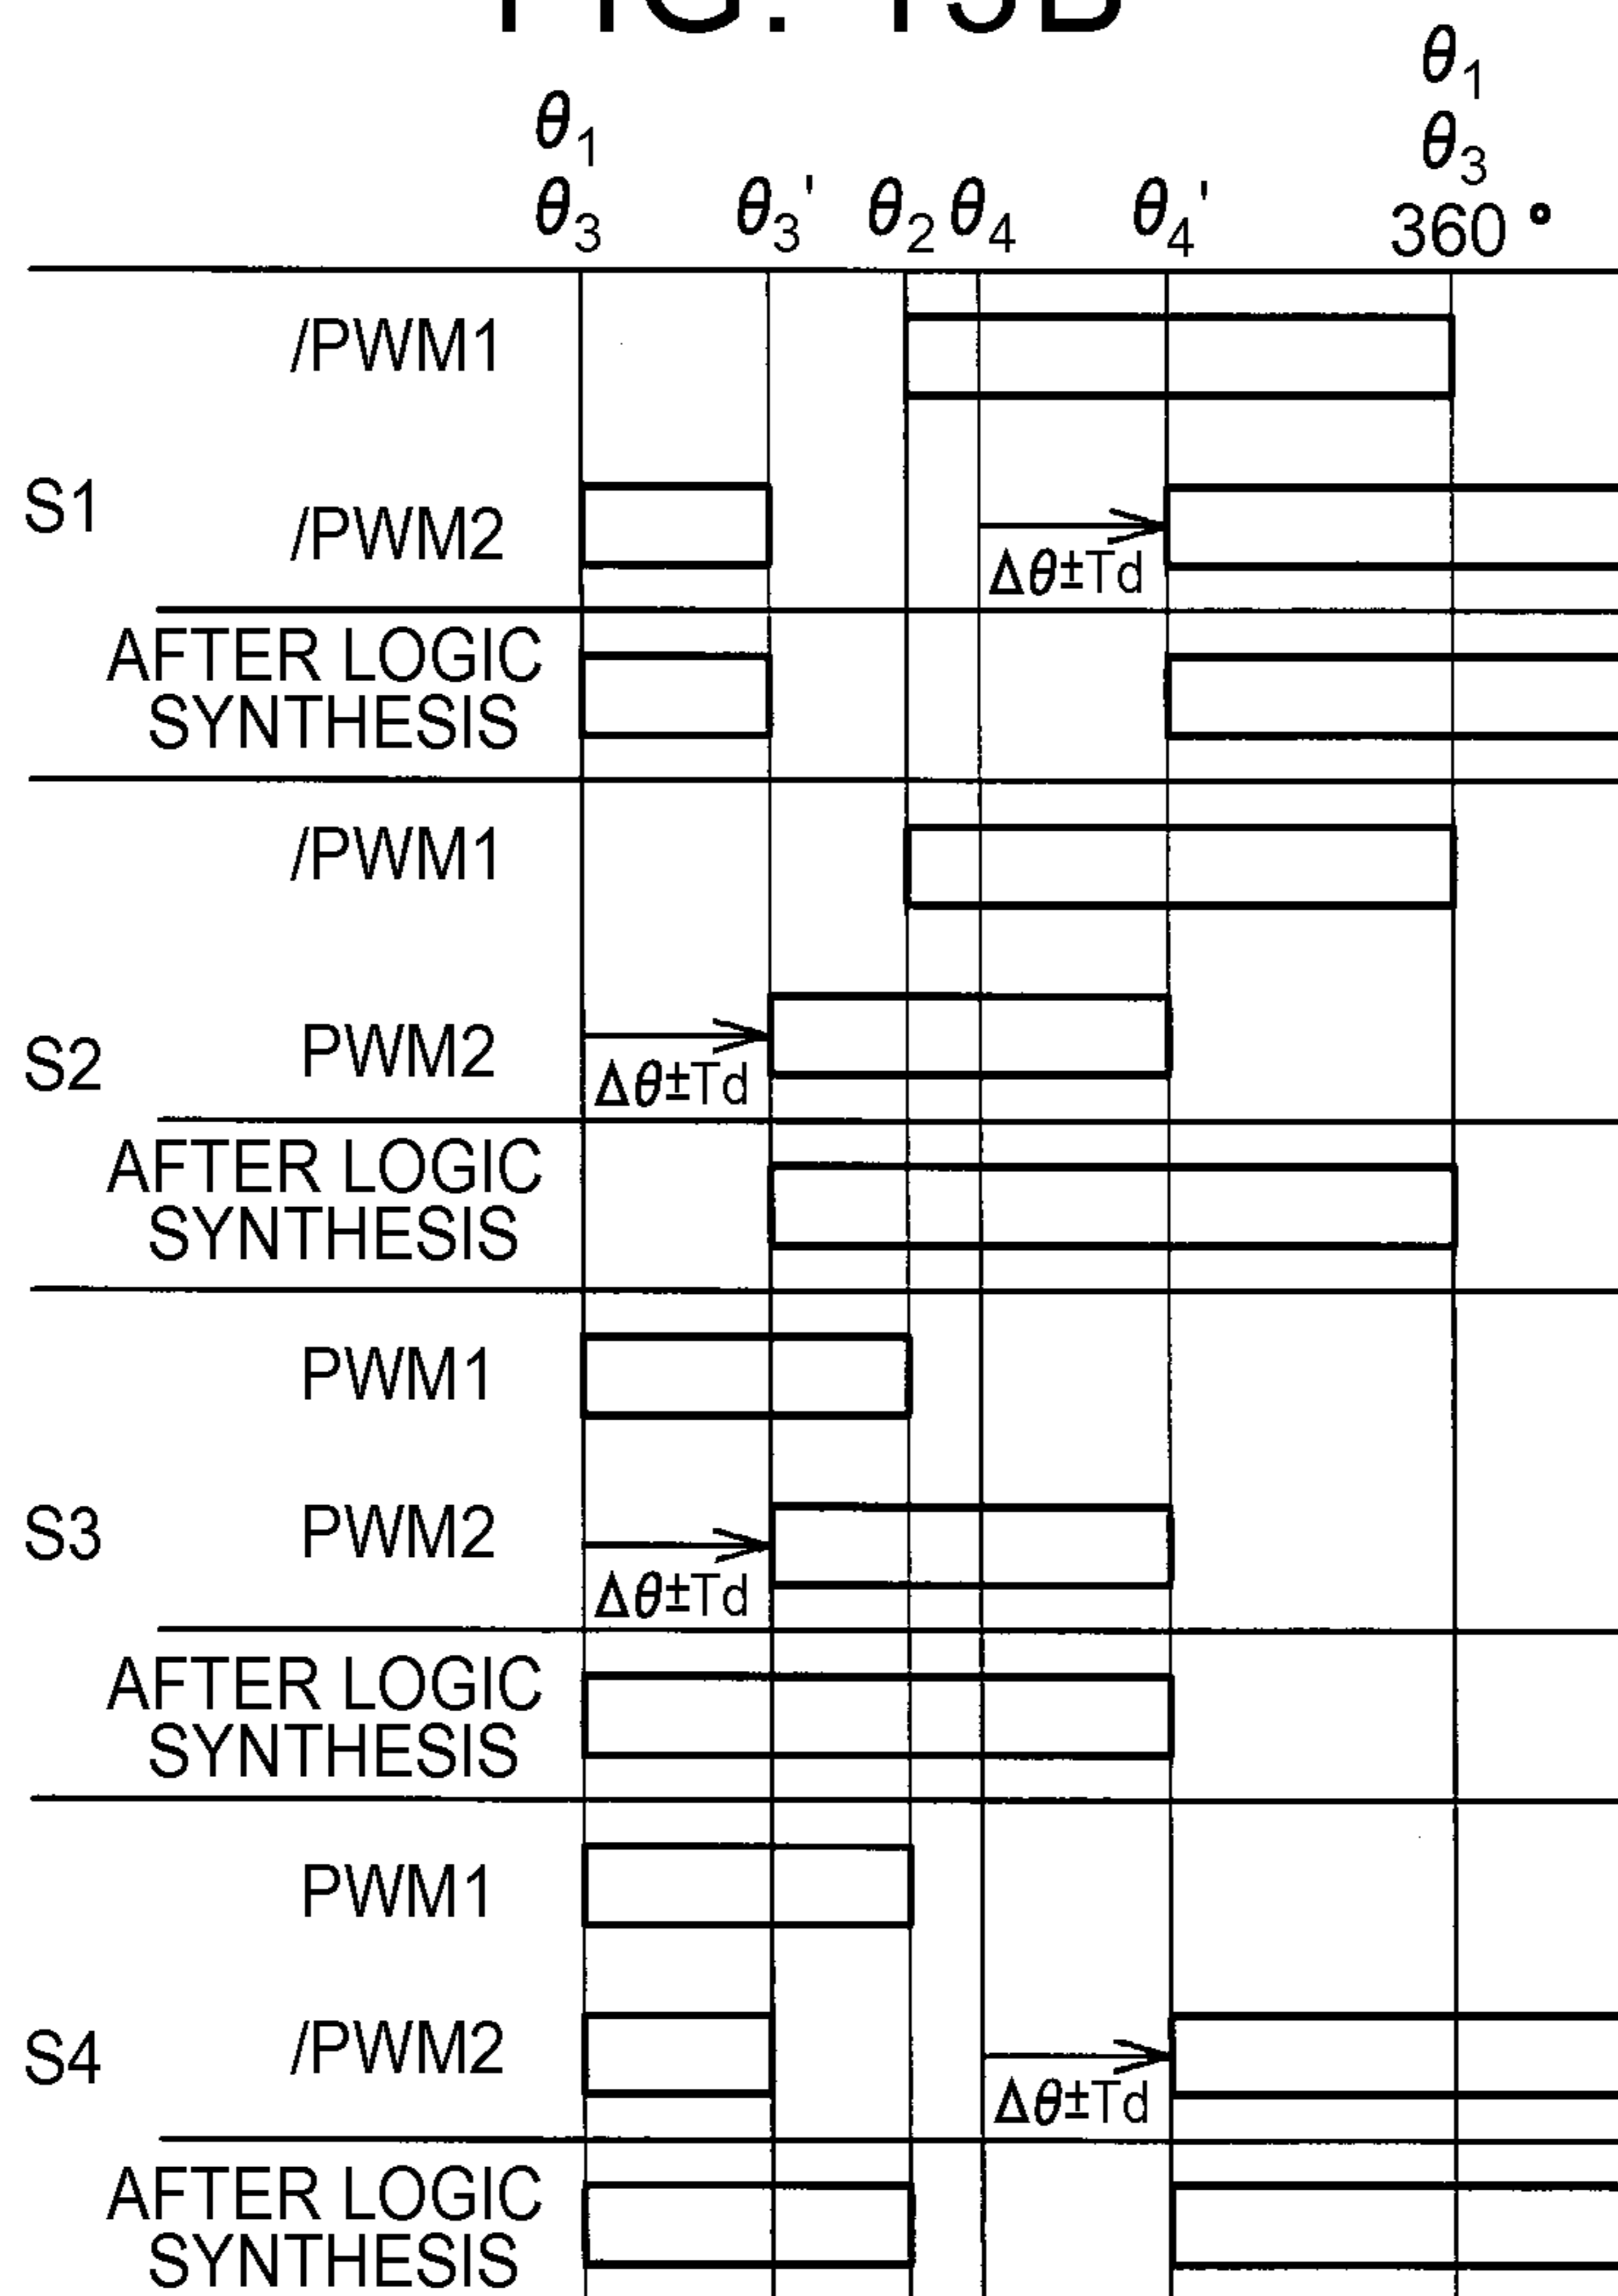 FIG. 13B
θ1
θ1
θ3
θ3 θ3' θ2 θ4 θ4' 360°
/PWM1
S1
/PWM2
Δθ±Td
AFTER LOGIC
SYNTHESIS
/PWM1
S2
PWM2
Δθ±Td
AFTER LOGIC
SYNTHESIS
PWM1
S3
PWM2
Δθ±Td
AFTER LOGIC
SYNTHESIS
PWM1
S4
/PWM2
Δθ±Td
AFTER LOGIC
SYNTHESIS